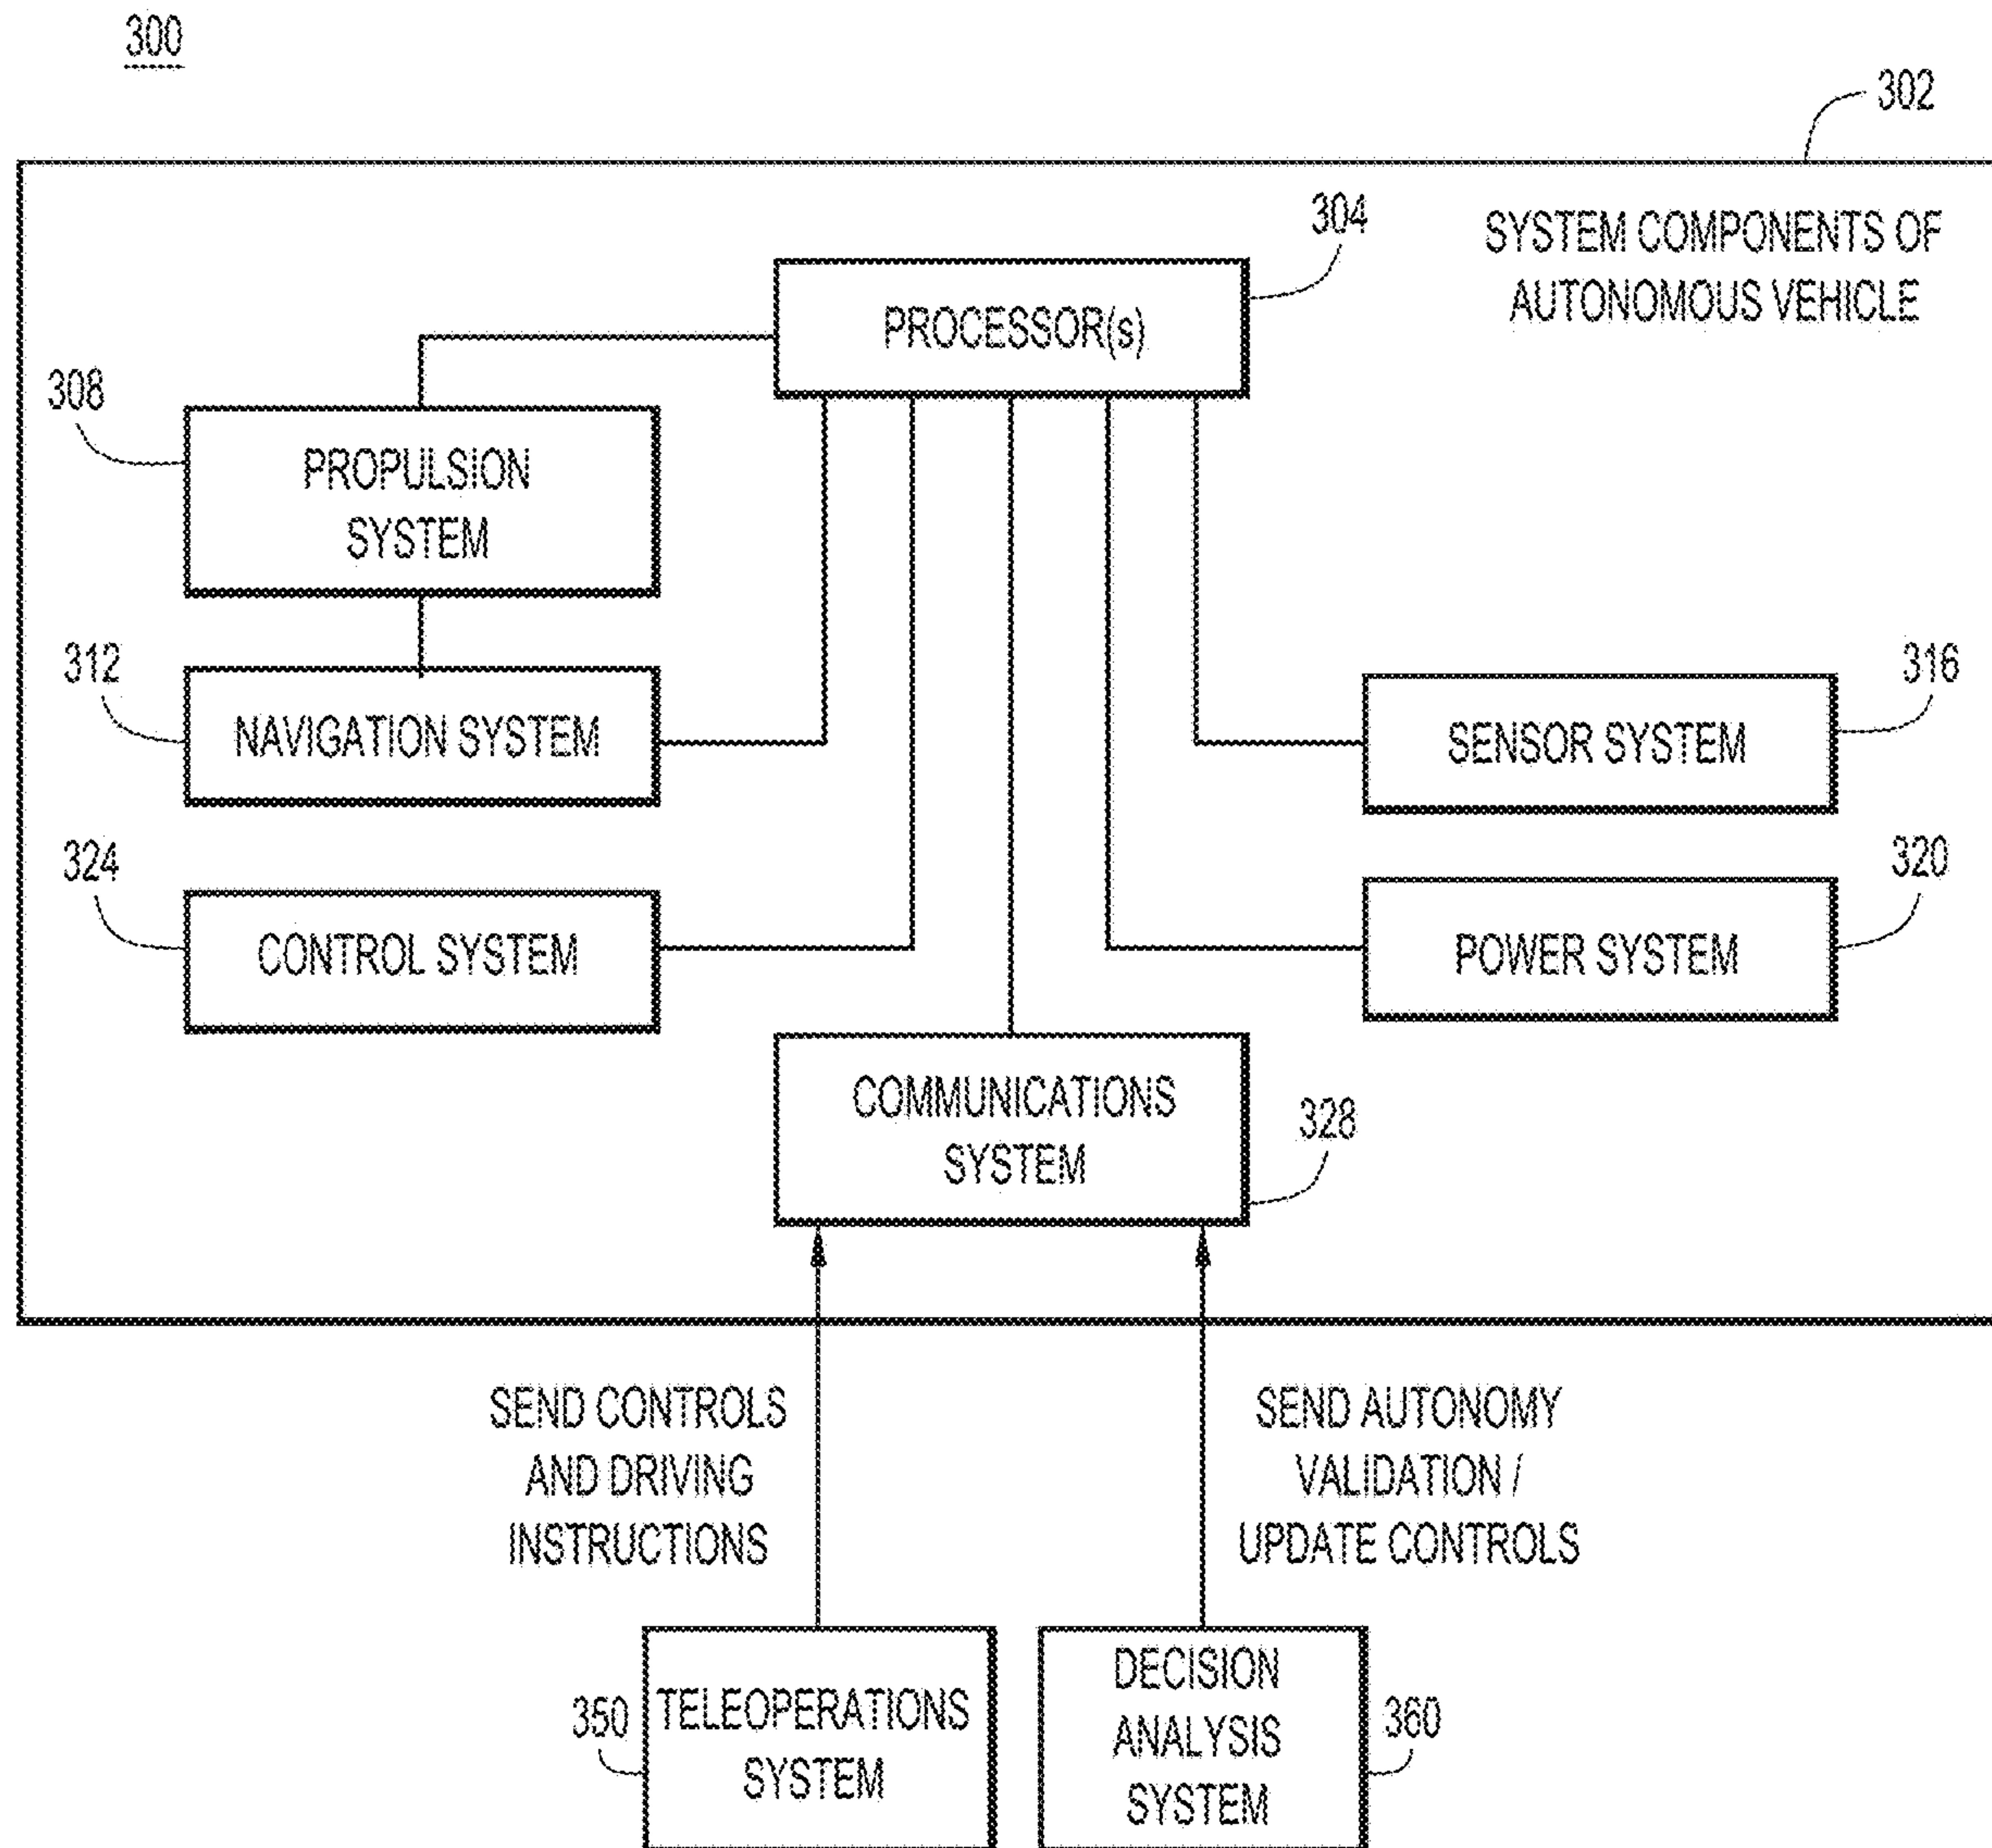 300
302
SYSTEM COMPONENTS OF
AUTONOMOUS VEHICLE
304
PROCESSOR(s)
308
PROPULSION
SYSTEM
312
NAVIGATION SYSTEM
316
SENSOR SYSTEM
324
CONTROL SYSTEM
320
POWER SYSTEM
COMMUNICATIONS
SYSTEM
328
SEND CONTROLS
AND DRIVING
INSTRUCTIONS
SEND AUTONOMY
VALIDATION /
UPDATE CONTROLS
350
TELEOPERATIONS
SYSTEM
DECISION
ANALYSIS
SYSTEM
360